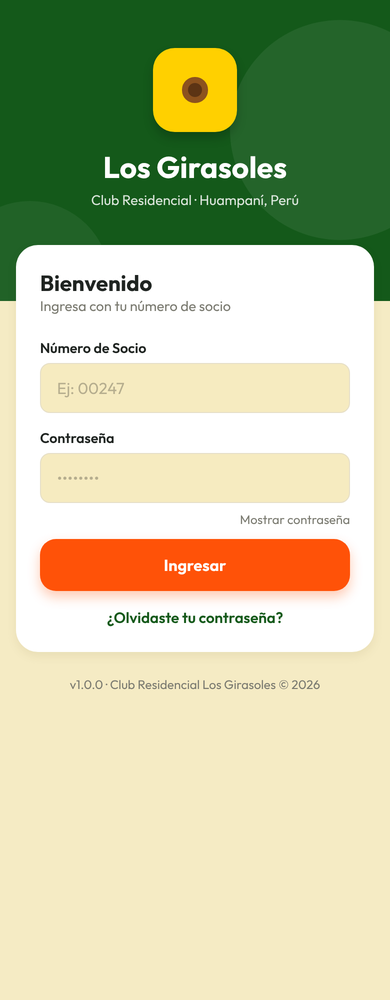 Los Girasoles
Club Residencial · Huampaní, Perú
Bienvenido
Ingresa con tu número de socio
Número de Socio
Ej: 00247
Contraseña
••••••••
Mostrar contraseña
Ingresar
¿Olvidaste tu contraseña?
v1.0.0 · Club Residencial Los Girasoles © 2026